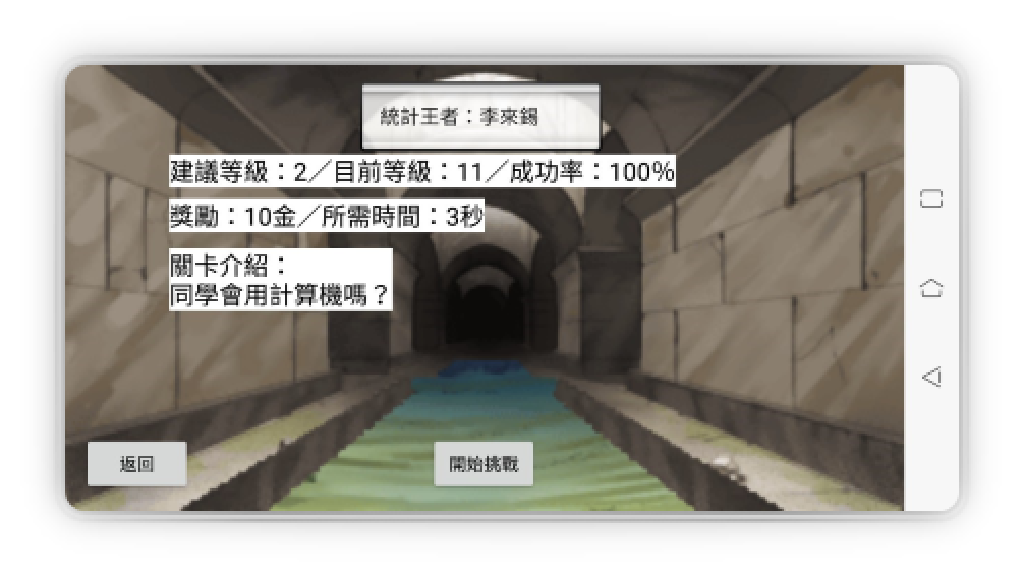 統計王者：李來錫
建議等級：2／目前等級：11／成功率：100%
獎勵：10金／所需時間：3秒
關卡介紹：
同學會用計算機嗎？
返回
開始挑戰